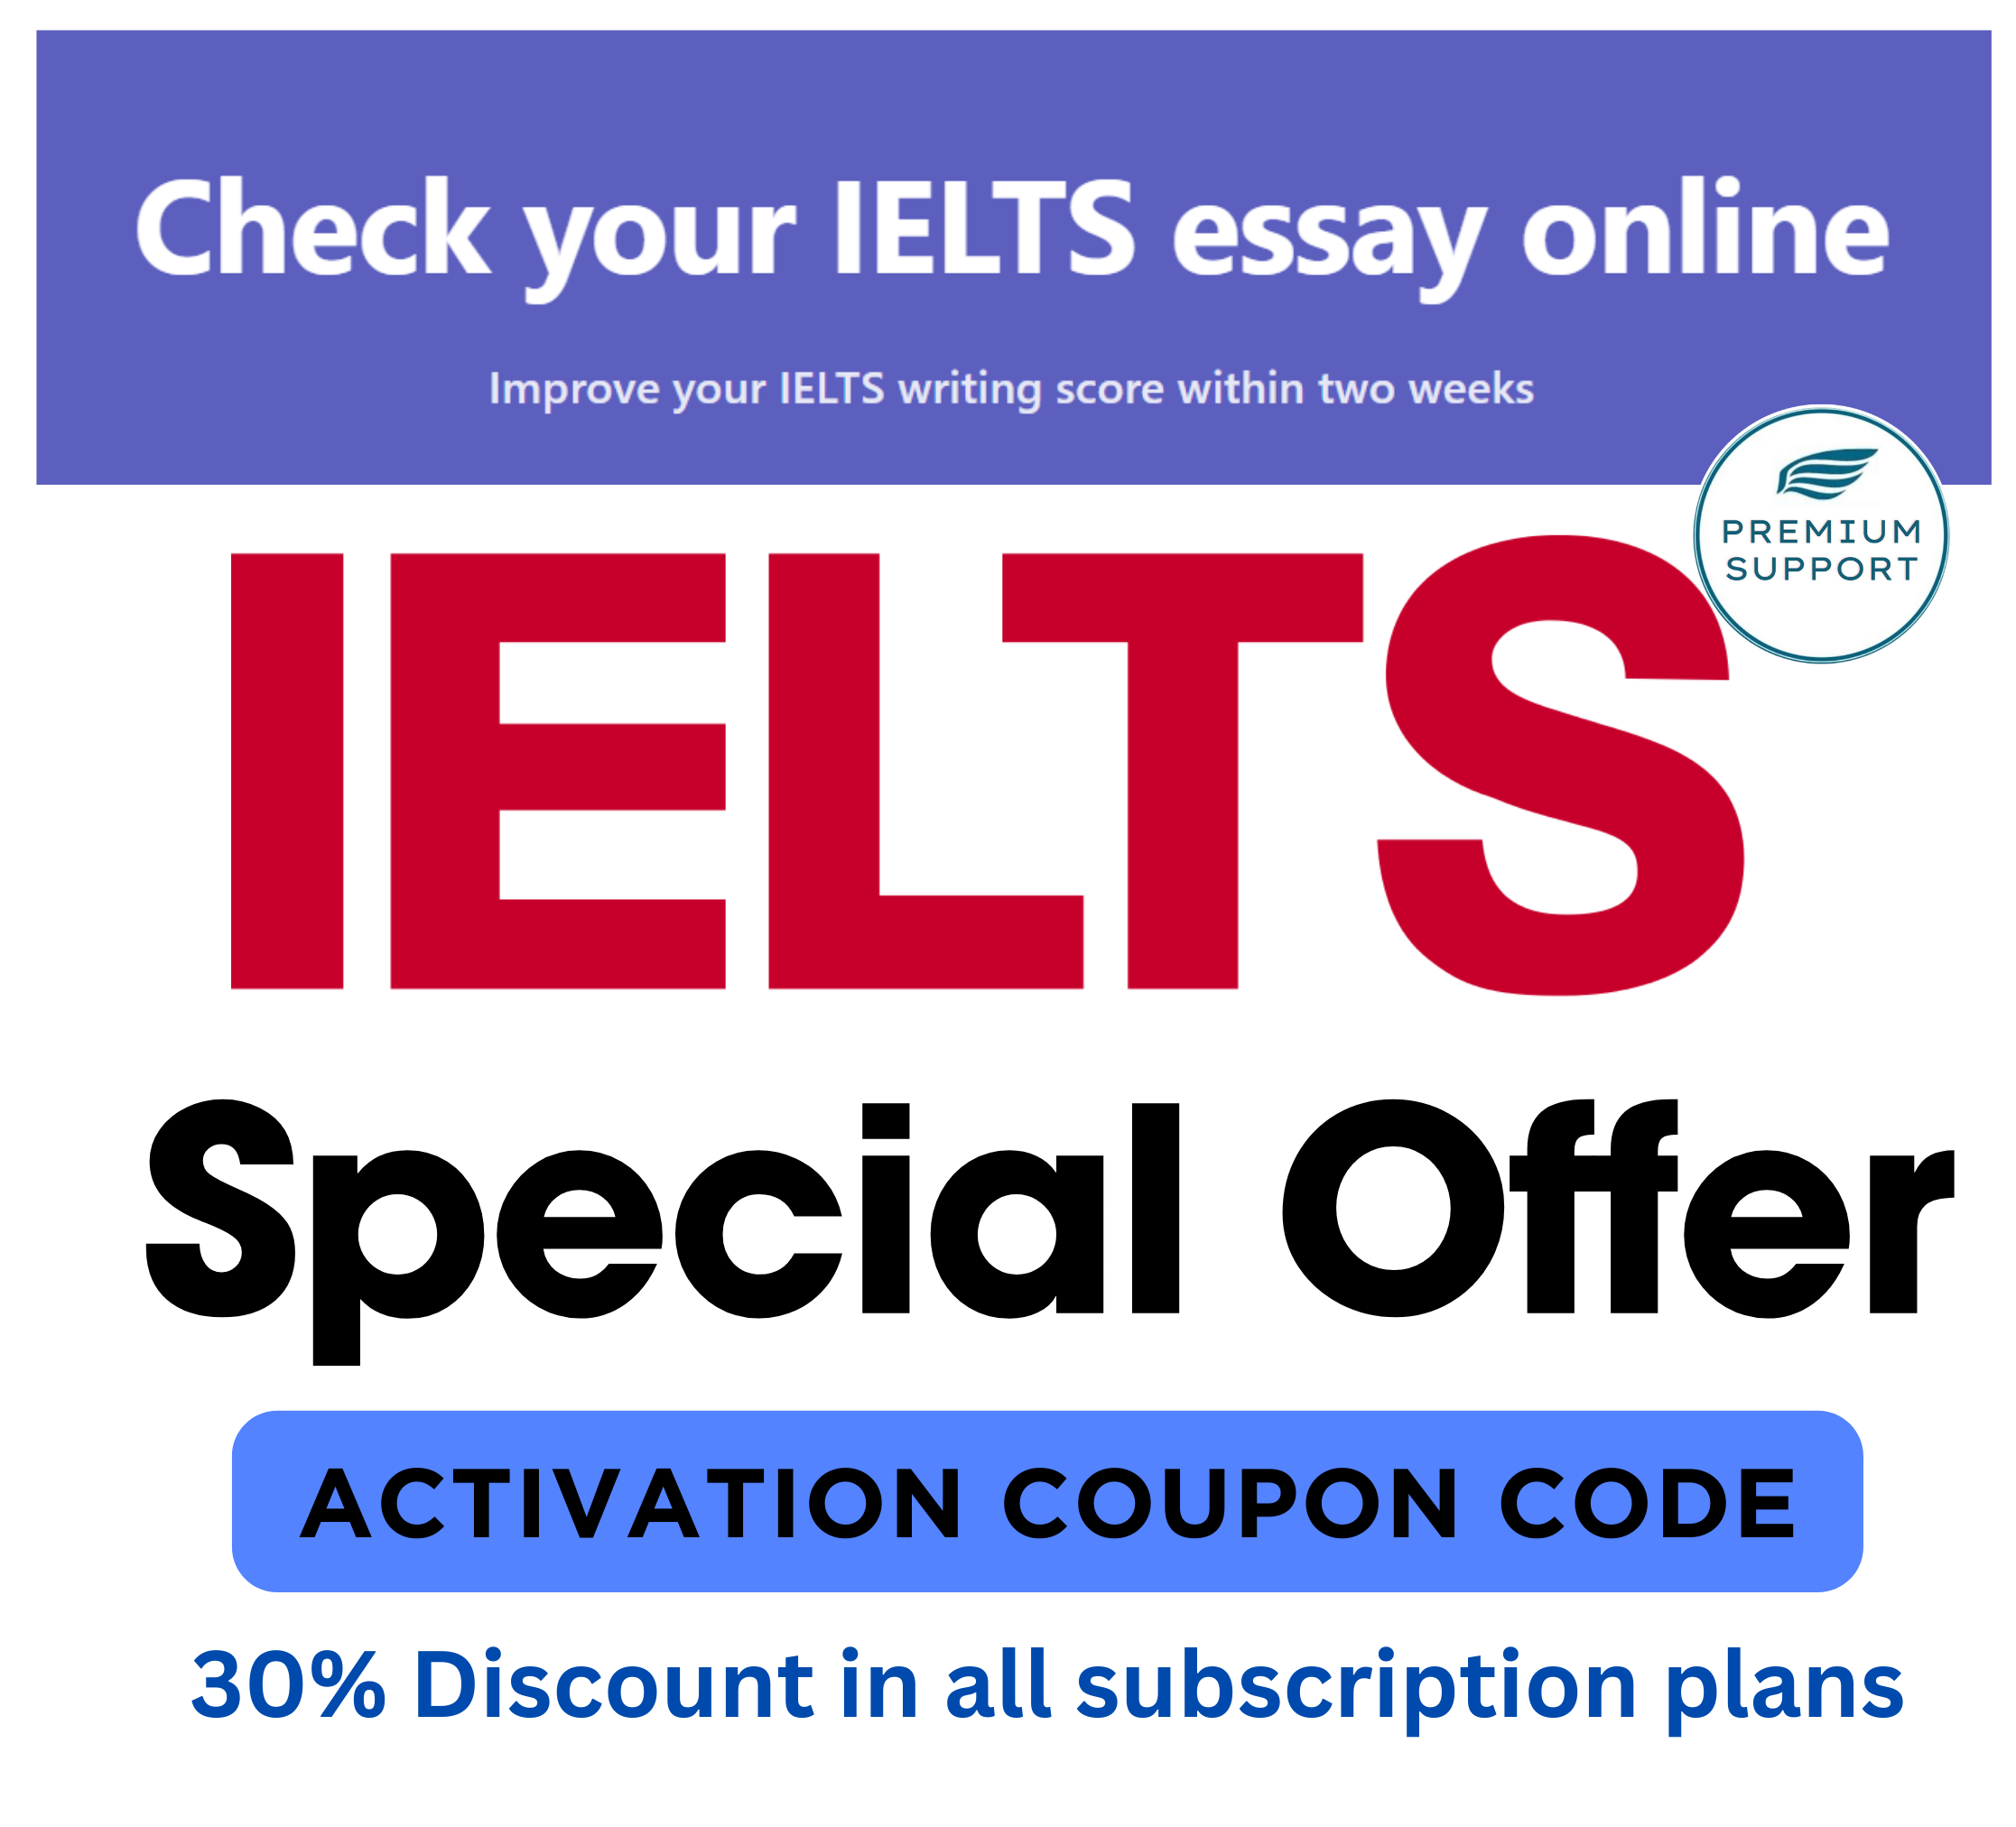 Check your IELTS essay online
Improve your IELTS writing score within two weeks
PREMIUM
SUPPORT
IELTS
Special Offer
ACTIVATION COUPON CODE
30% Discount in all subscription plans